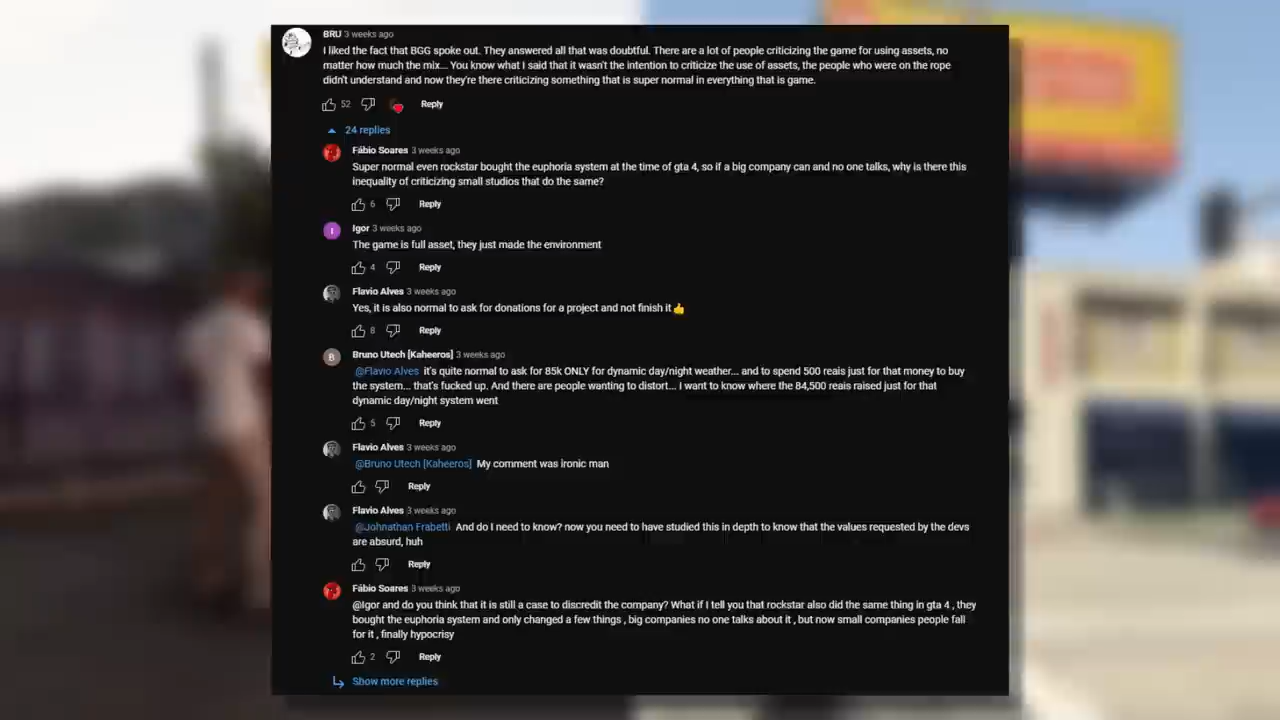 BRU 3 weeks ago
I liked the fact that BGG spoke out. They answered all that was doubtful. There are a lot of people criticizing the game for using assets, no
matter how much the mix... You know what I said that it wasn't the intention to criticize the use of assets, the people who were on the rope
didn't understand and now they're there criticizing something that is super normal in everything that is game.
52 Reply
24 replies
Fábio Soares 3 weeks ago
Super normal even rockstar bought the euphoria system at the time of gta 4, so if a big company can and no one talks, why is there this
inequality of criticizing small studios that do the same?
6 Reply
I
Igor 3 weeks ago
The game is full asset, they just made the environment
4 Reply
Flavio Alves 3 weeks ago
Yes, it is also normal to ask for donations for a project and not finish it👍
8 Reply
B
Bruno Utech [Kaheeros] 3 weeks ago
@Flavio Alves it's quite normal to ask for 85k ONLY for dynamic day/night weather... and to spend 500 reais just for that money to buy
the system... that's fucked up. And there are people wanting to distort... I want to know where the 84,500 reais raised just for that
dynamic day/night system went
5 Reply
Flavio Alves 3 weeks ago
@Bruno Utech [Kaheeros] My comment was ironic man
Reply
Flavio Alves 3 weeks ago
@Johnathan Frabetti And do I need to know? now you need to have studied this in depth to know that the values requested by the devs
are absurd, huh
Reply
Fábio Soares 3 weeks ago
@Igor and do you think that it is still a case to discredit the company? What if I tell you that rockstar also did the same thing in gta 4 , they
bought the euphoria system and only changed a few things , big companies no one talks about it , but now small companies people fall
for it , finally hypocrisy
2 Reply
Show more replies